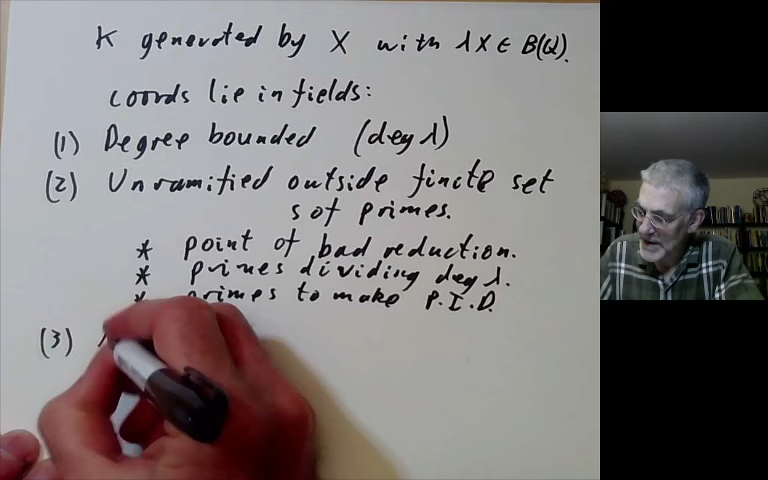 K generated by X with λX ∈ B(Q).
coords lie in fields:
(1) Degree bounded (deg λ)
(2) Unramified outside finite set
S of primes.
* point of bad reduction.
* primes dividing deg λ.
* primes to make P.I.D.
(3)